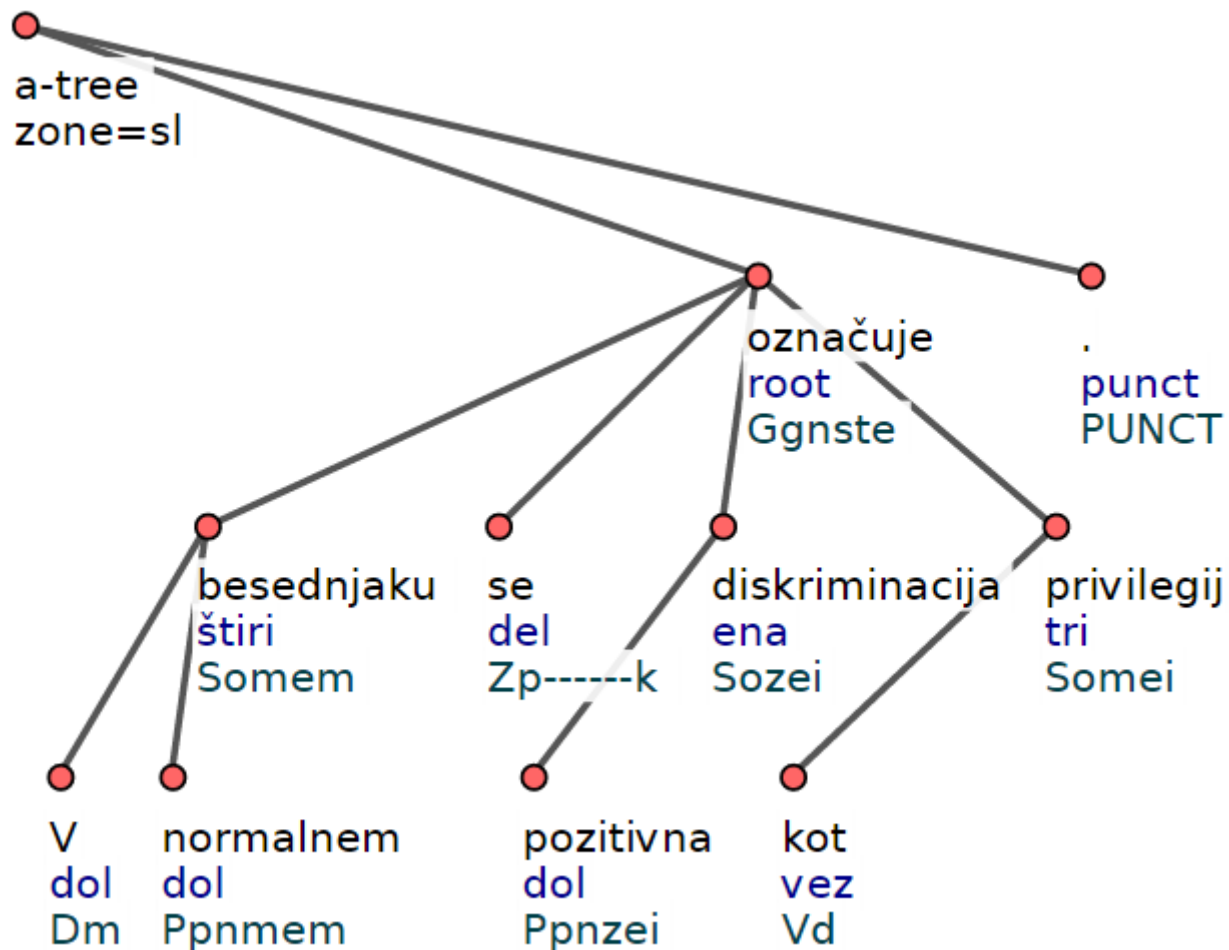 a-tree
zone=sl
označuje
root
Ggnste
.
punct
PUNCT
besednjaku
štiri
Somem
se
del
Zp------k
diskriminacija
ena
Sozei
privilegij
tri
Somei
V
dol
Dm
normalnem
dol
Ppnmem
pozitivna
dol
Ppnzei
kot
vez
Vd